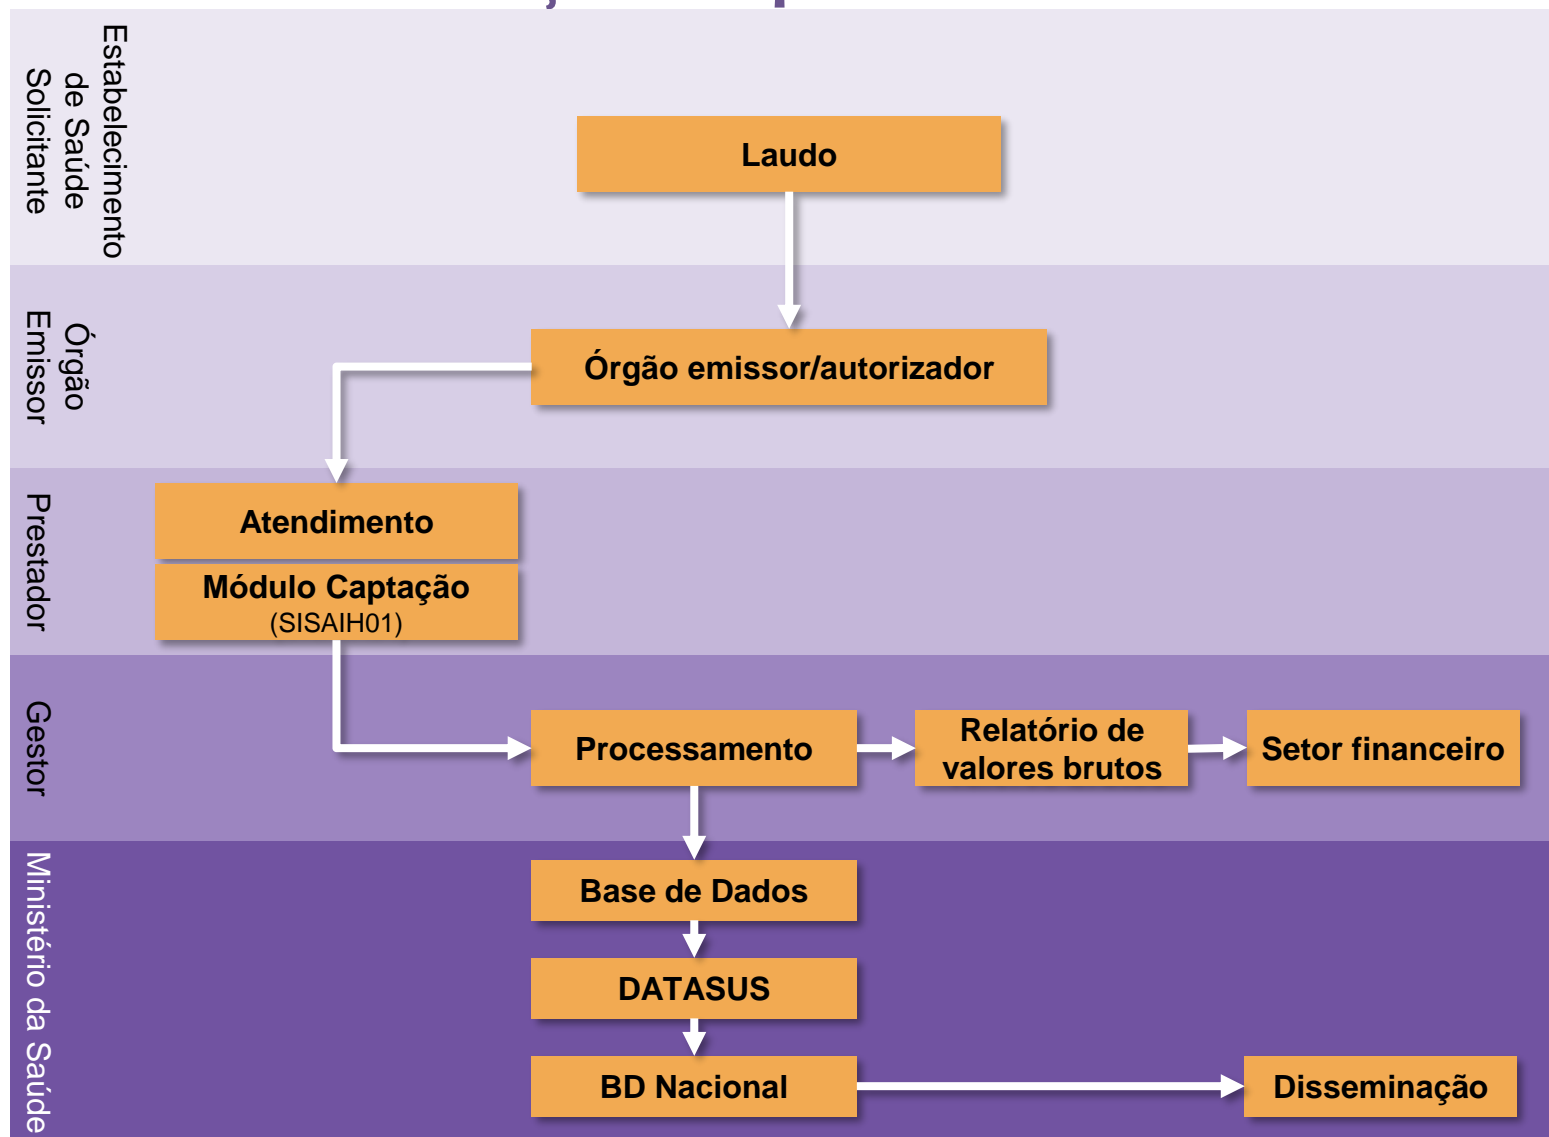 Estabelecimento
de Saúde
Solicitante
Laudo
Órgão
Emissor
Órgão emissor/autorizador
Prestador
Atendimento
Módulo Captação
(SISAIH01)
Gestor
Processamento
Relatório de
valores brutos
Setor financeiro
Ministério da Saúde
Base de Dados
DATASUS
BD Nacional
Disseminação